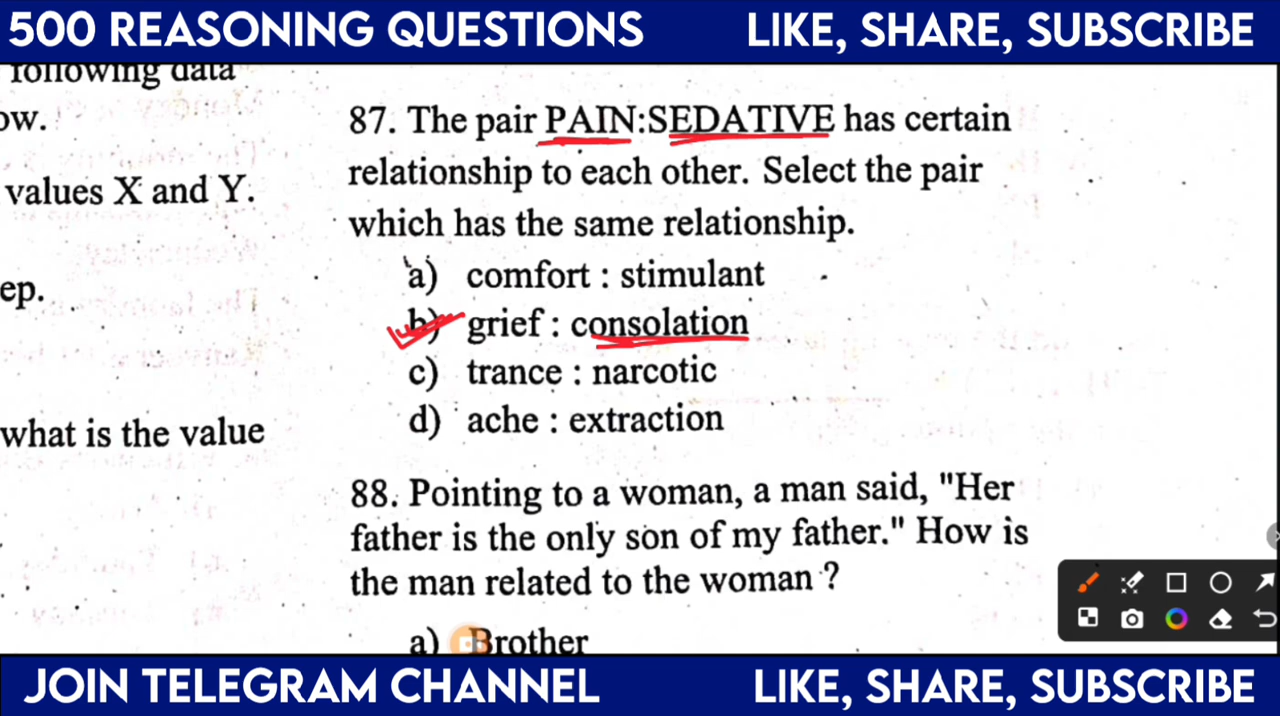 500 REASONING QUESTIONS
LIKE, SHARE, SUBSCRIBE
following data
ow.
values X and Y.
ep.
what is the value
87. The pair PAIN:SEDATIVE has certain
relationship to each other. Select the pair
which has the same relationship.
a) comfort : stimulant
b) grief : consolation
c) trance : narcotic
d) ache : extraction
88. Pointing to a woman, a man said, "Her
father is the only son of my father." How is
the man related to the woman ?
a) Brother
JOIN TELEGRAM CHANNEL
LIKE, SHARE, SUBSCRIBE